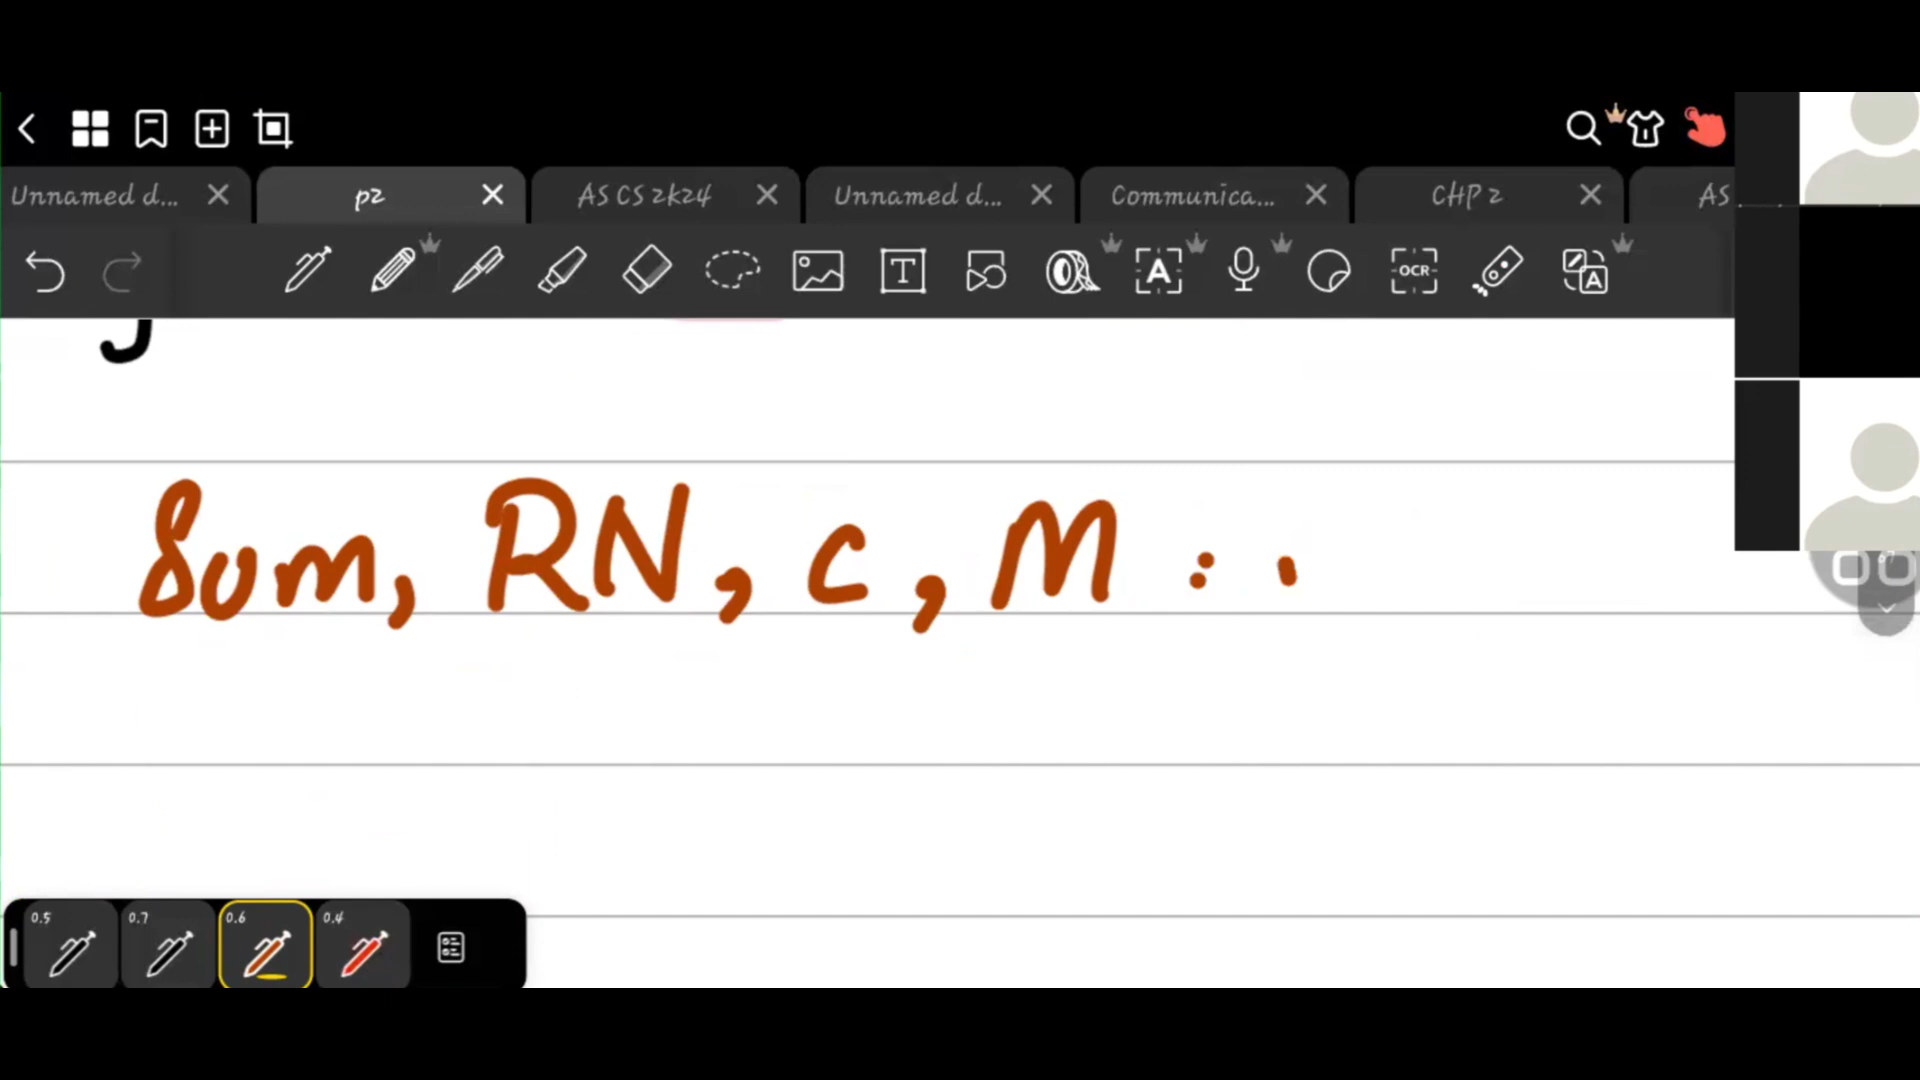 Unnamed d... p2 AS CS 2k24 Unnamed d... Communica... CHP 2 AS
T A OCR A
Sum, RN, c, M : .
0.5 0.7 0.6 0.4